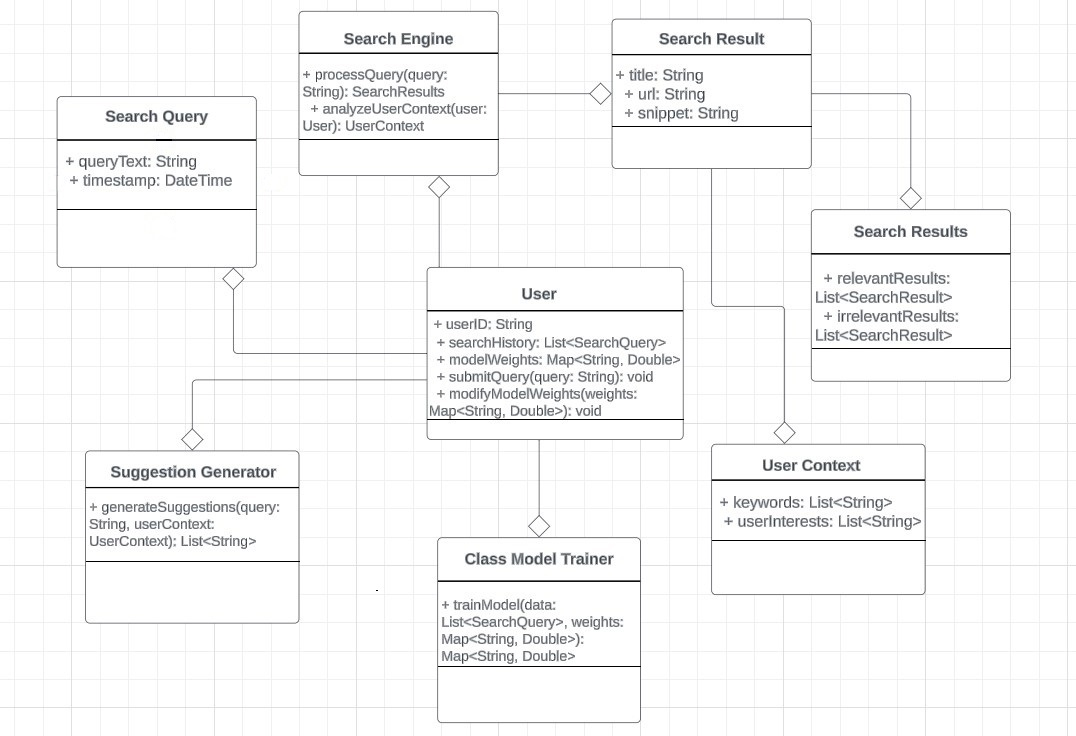 Search Engine
+ processQuery(query:
String): SearchResults
+ analyzeUserContext(user:
User): UserContext
Search Result
+ title: String
+ url: String
+ snippet: String
Search Query
+ queryText: String
+ timestamp: DateTime
Search Results
+ relevantResults:
List<SearchResult>
+ irrelevantResults:
List<SearchResult>
User
+ userID: String
+ searchHistory: List<SearchQuery>
+ modelWeights: Map<String, Double>
+ submitQuery(query: String): void
+ modifyModelWeights(weights:
Map<String, Double>): void
Suggestion Generator
+ generateSuggestions(query:
String, userContext:
UserContext): List<String>
User Context
+ keywords: List<String>
+ userInterests: List<String>
Class Model Trainer
+ trainModel(data:
List<SearchQuery>, weights:
Map<String, Double>):
Map<String, Double>